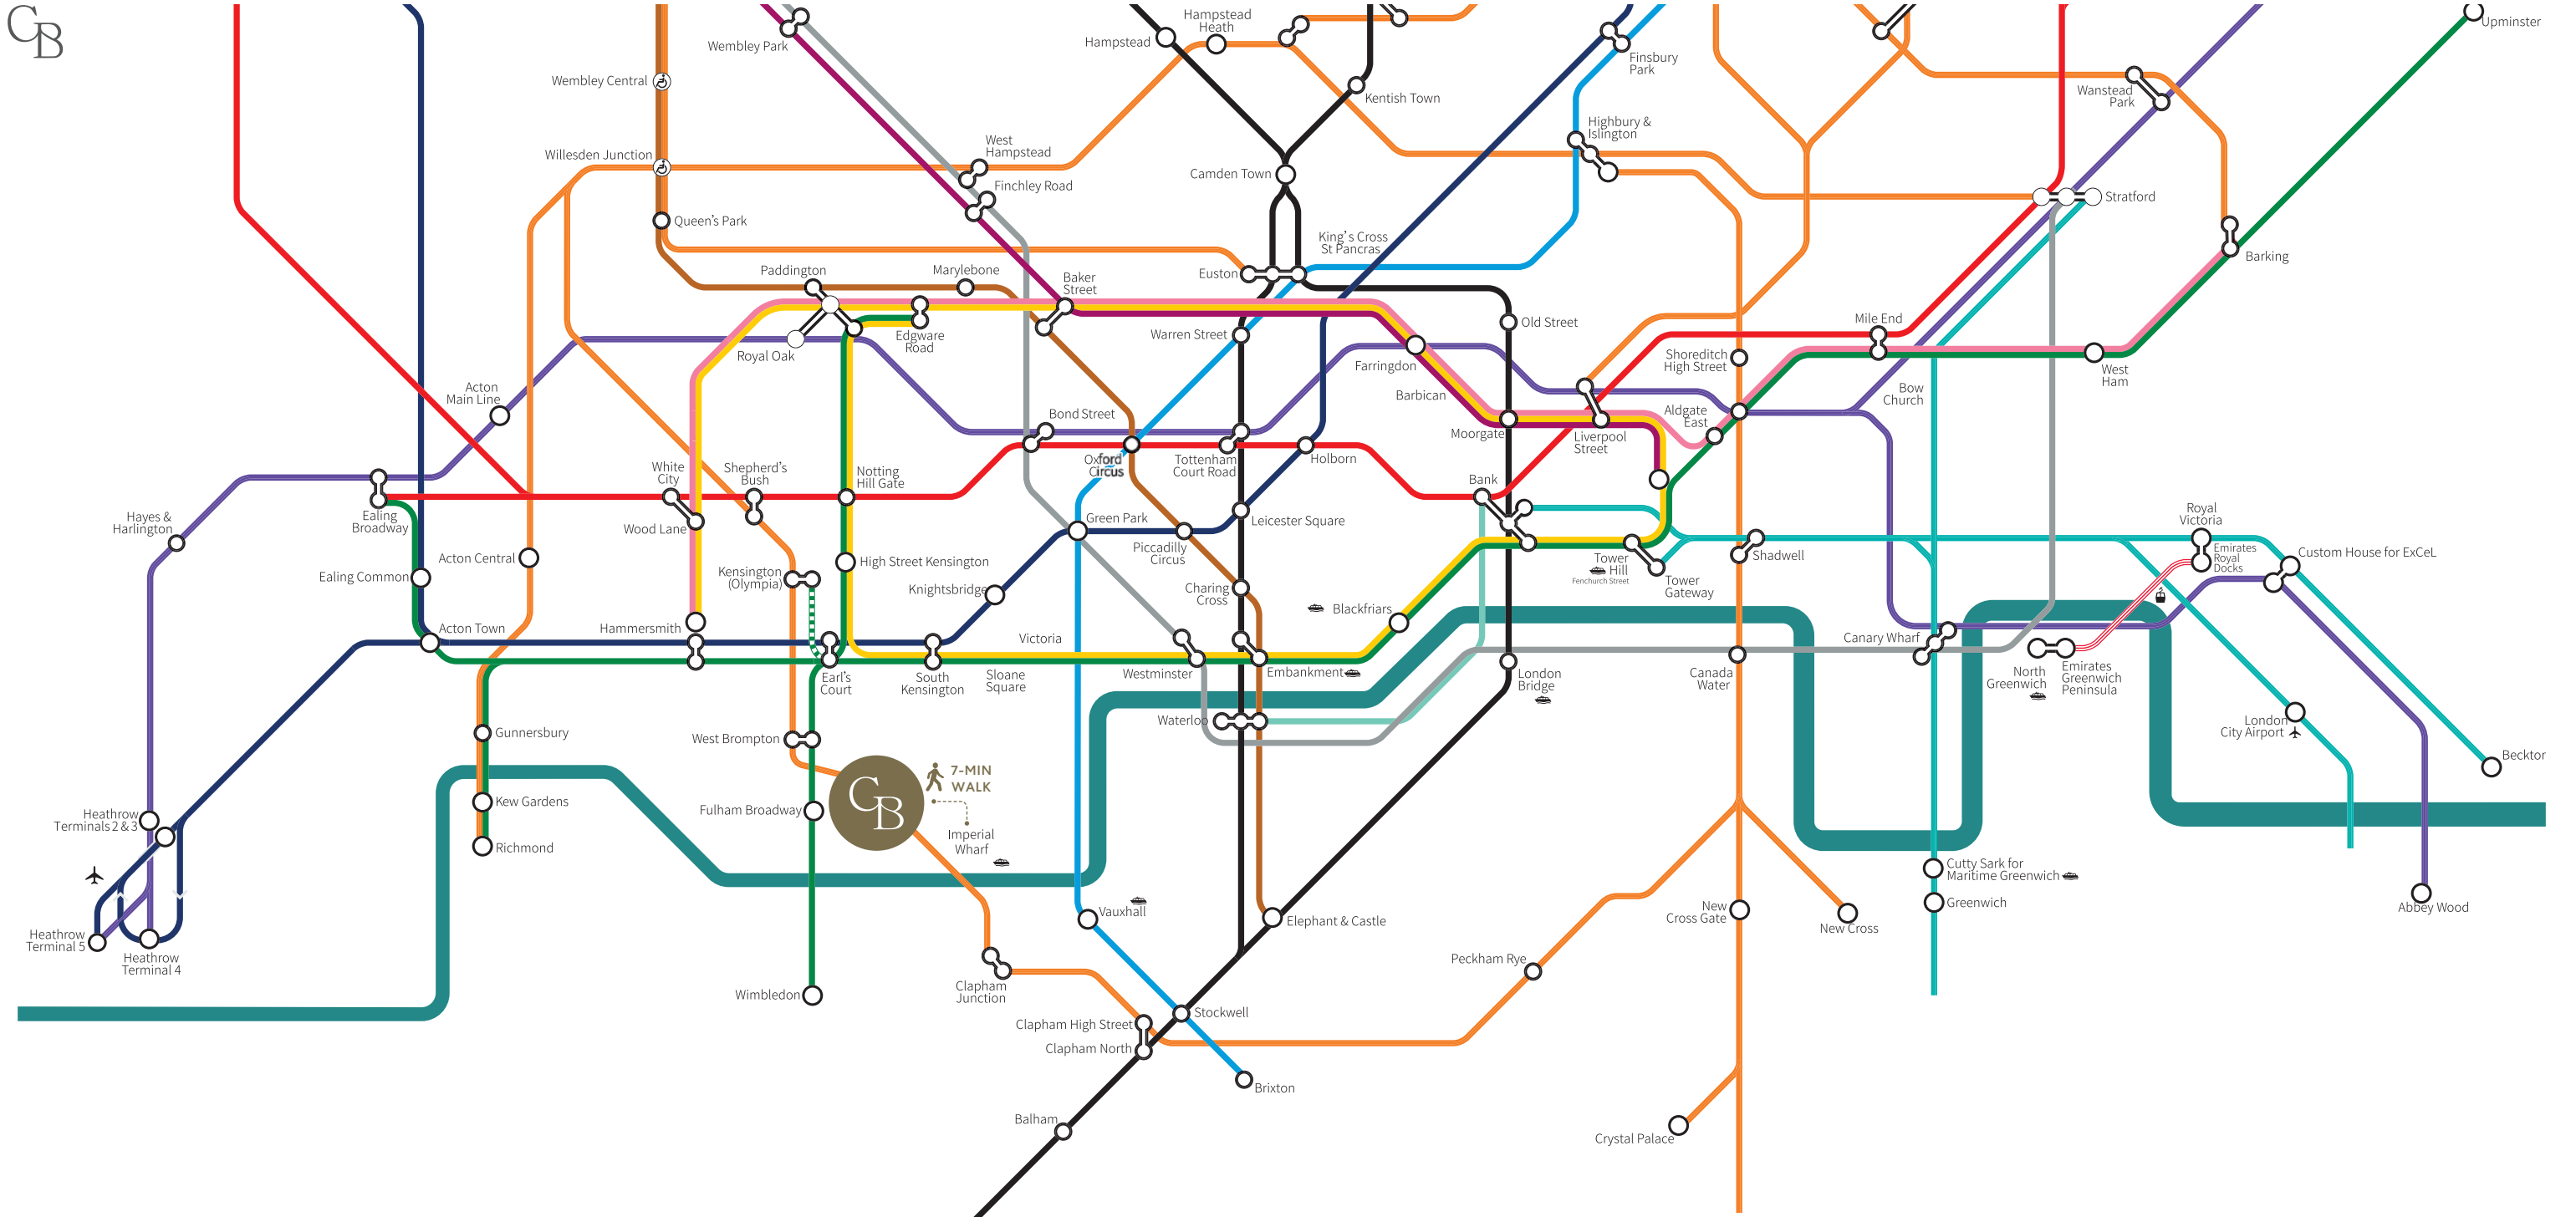 CB
Wembley Park
Hampstead
Hampstead
Heath
Kentish Town
Finsbury
Park
Upminster
Wembley Central
Wanstead
Park
Highbury &
Islington
Willesden Junction
West
Hampstead
Finchley Road
Camden Town
Stratford
Queen's Park
King's Cross
St Pancras
Barking
Paddington
Marylebone
Baker
Street
Euston
Royal Oak
Edgware
Road
Warren Street
Old Street
Mile End
Farringdon
Shoreditch
High Street
West
Ham
Acton
Main Line
Barbican
Bow
Church
Bond Street
Moorgate
Liverpool
Street
Aldgate
East
Oxford
Circus
Tottenham
Court Road
Holborn
White
City
Shepherd's
Bush
Notting
Hill Gate
Bank
Hayes &
Harlington
Ealing
Broadway
Wood Lane
Green Park
Piccadilly
Circus
Leicester Square
Royal
Victoria
Emirates
Royal
Docks
Custom House for ExCeL
Acton Central
Ealing Common
Kensington
(Olympia)
High Street Kensington
Knightsbridge
Charing
Cross
Tower
Hill
Fenchurch Street
Tower
Gateway
Shadwell
Blackfriars
Acton Town
Hammersmith
Victoria
Canary Wharf
Earl's
Court
South
Kensington
Sloane
Square
Westminster
Embankment
London
Bridge
Canada
Water
North
Greenwich
Emirates
Greenwich
Peninsula
Gunnersbury
West Brompton
Waterloo
London
City Airport
Becktor
Kew Gardens
Richmond
Fulham Broadway
CB
7-MIN
WALK
Imperial
Wharf
Heathrow
Terminals 2 & 3
Cutty Sark for
Maritime Greenwich
Greenwich
Heathrow
Terminal 5
Heathrow
Terminal 4
Vauxhall
Elephant & Castle
New
Cross Gate
New Cross
Abbey Wood
Wimbledon
Clapham
Junction
Peckham Rye
Stockwell
Clapham High Street
Clapham North
Brixton
Balham
Crystal Palace